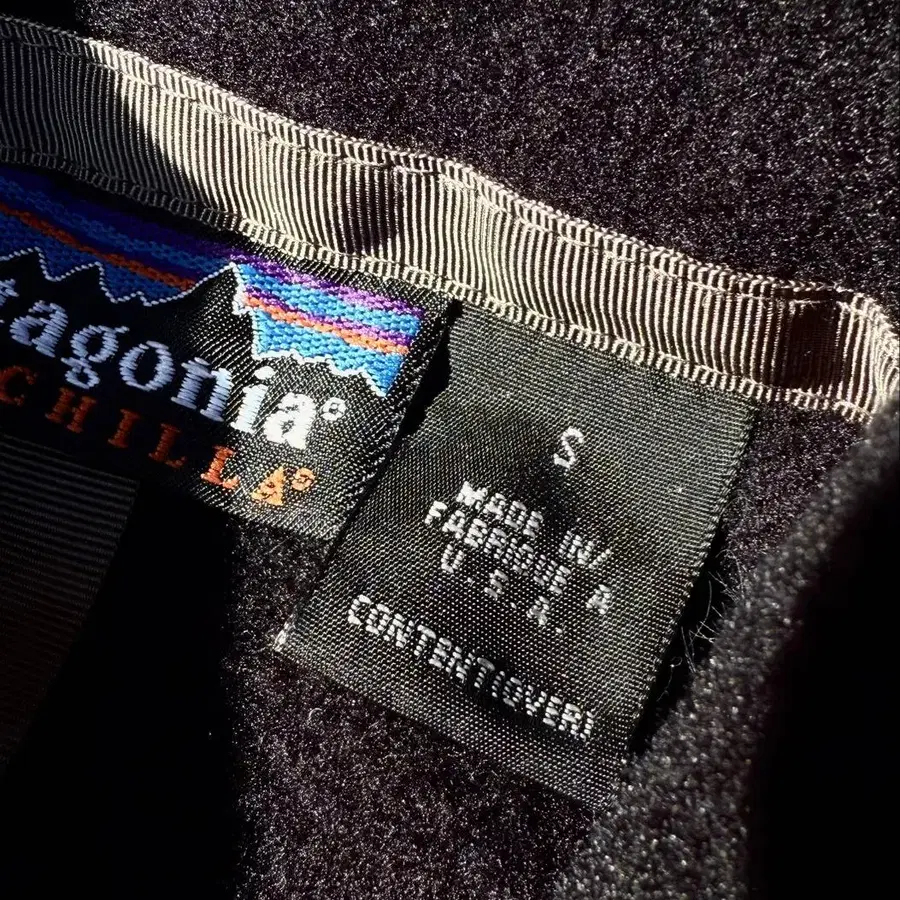 tagonia®
CHILLA®
S
MADE IN/
FABRIQUE A
U.S.A.
CONTENT(OVER)